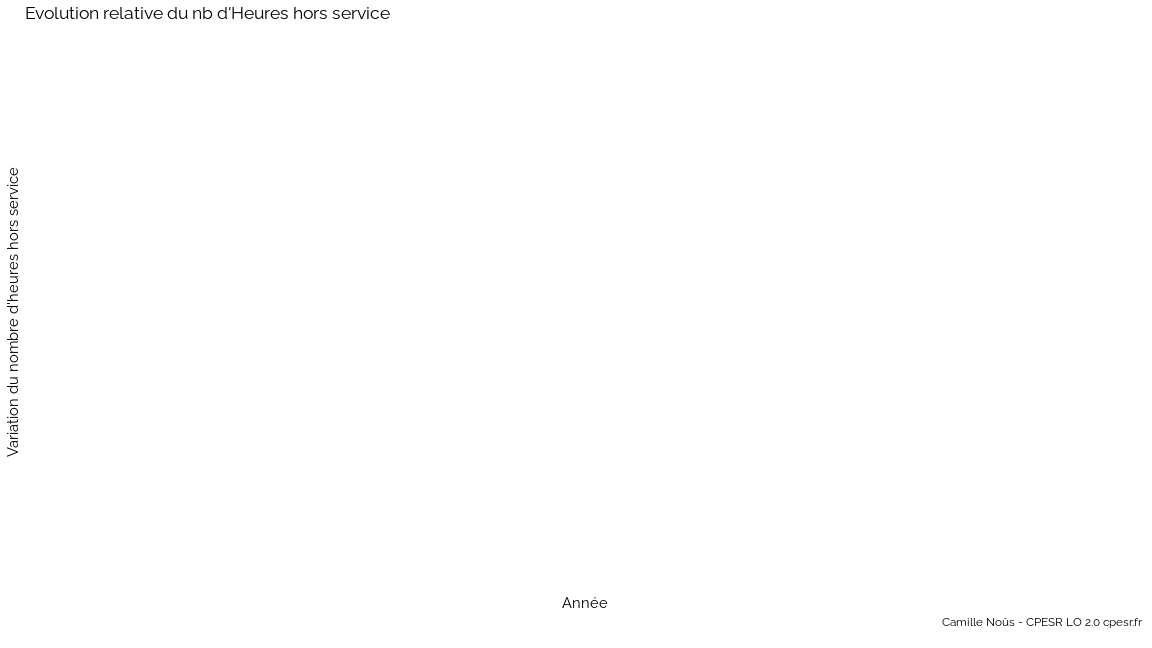 Evolution relative du nb d'Heures hors service
Variation du nombre d'heures hors service
Année
Camille Noûs - CPESR LO 2.0 cpesr.fr